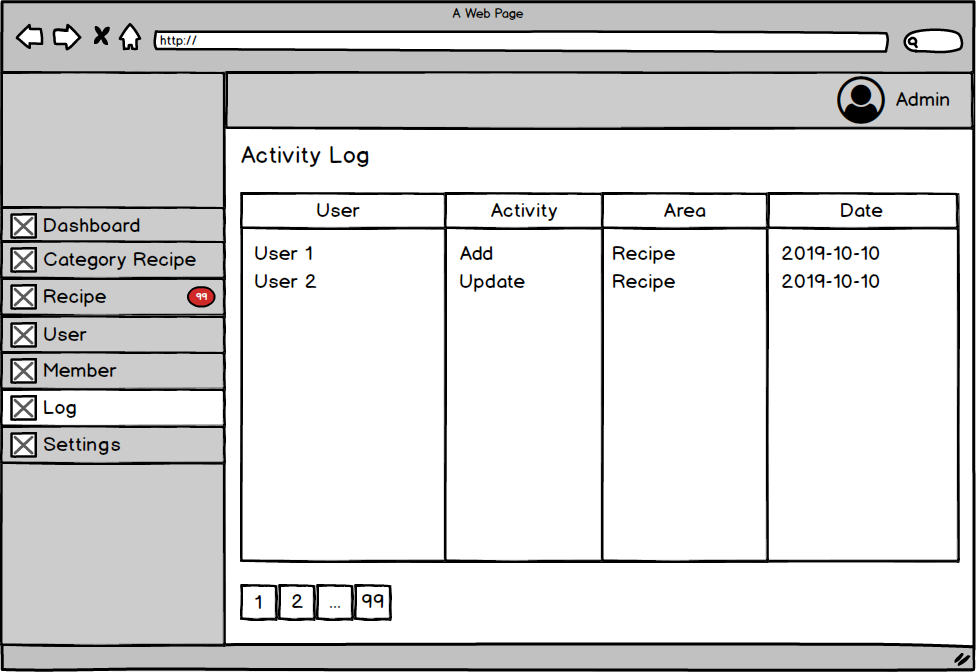 A Web Page
http://
Admin
Dashboard
Category Recipe
Recipe 99
User
Member
Log
Settings
Activity Log
User Activity Area Date
User 1 Add Recipe 2019-10-10
User 2 Update Recipe 2019-10-10
1 2 ... 99